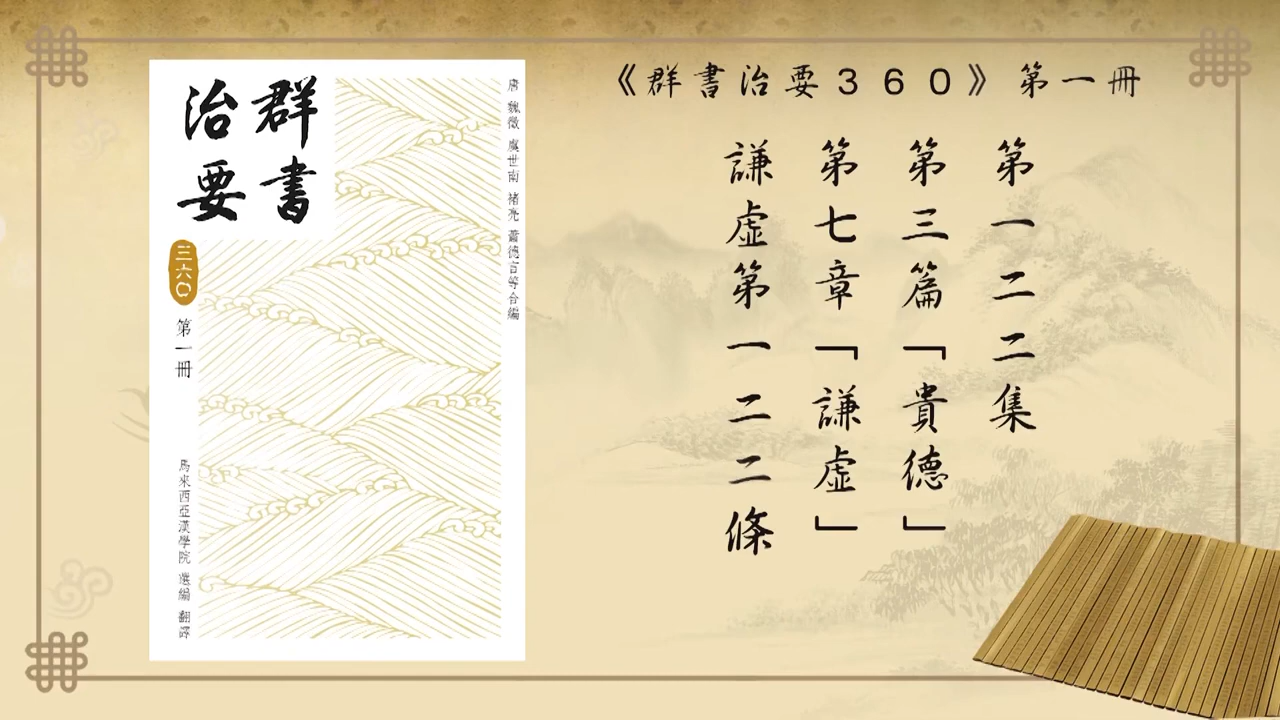 《群書治要３６０》第一冊
第一二二集
第三篇「貴德」
第七章「謙虛」
謙虛第一二二條
群書
治要
三六〇
第一冊
馬來西亞漢學院 選編 翻譯
唐 魏徵 虞世南 褚亮 蕭德言等合編